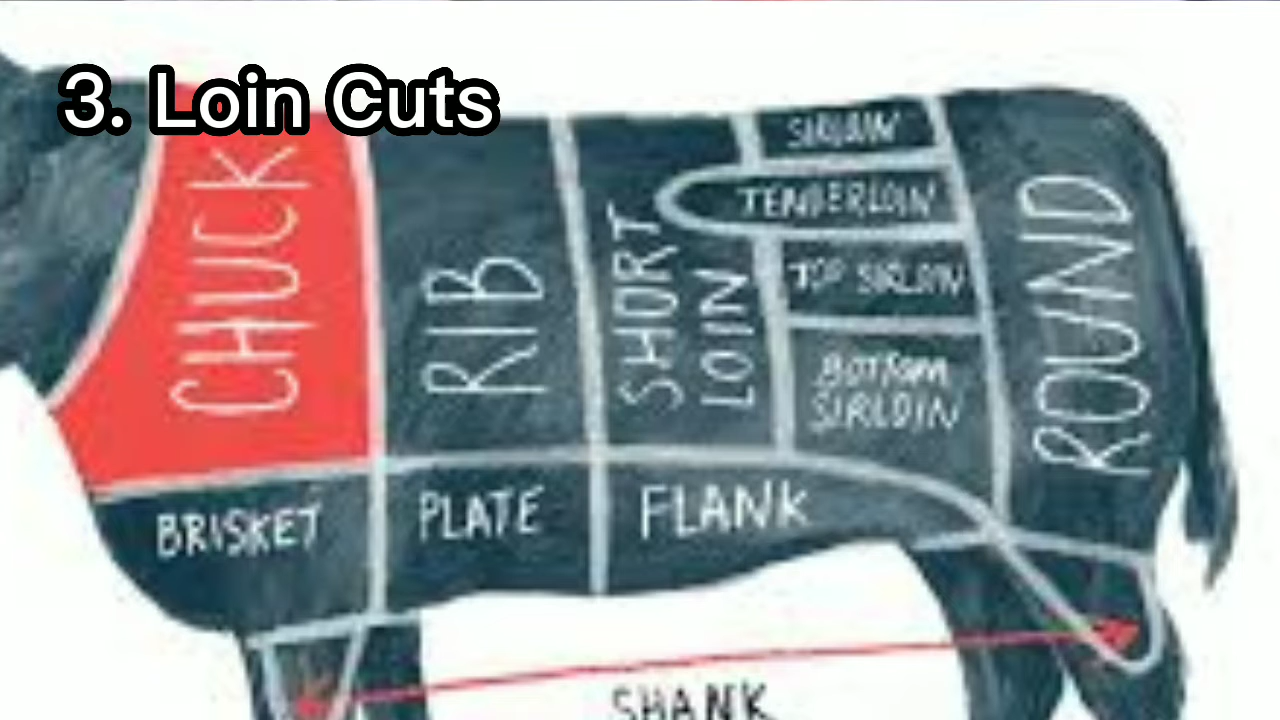 3. Loin Cuts
SIRLOIN
TENDERLOIN
CHUCK
RIB
SHORT
LOIN
TOP SIRLOIN
BOTTOM
SIRLOIN
ROUND
BRISKET
PLATE
FLANK
SHANK